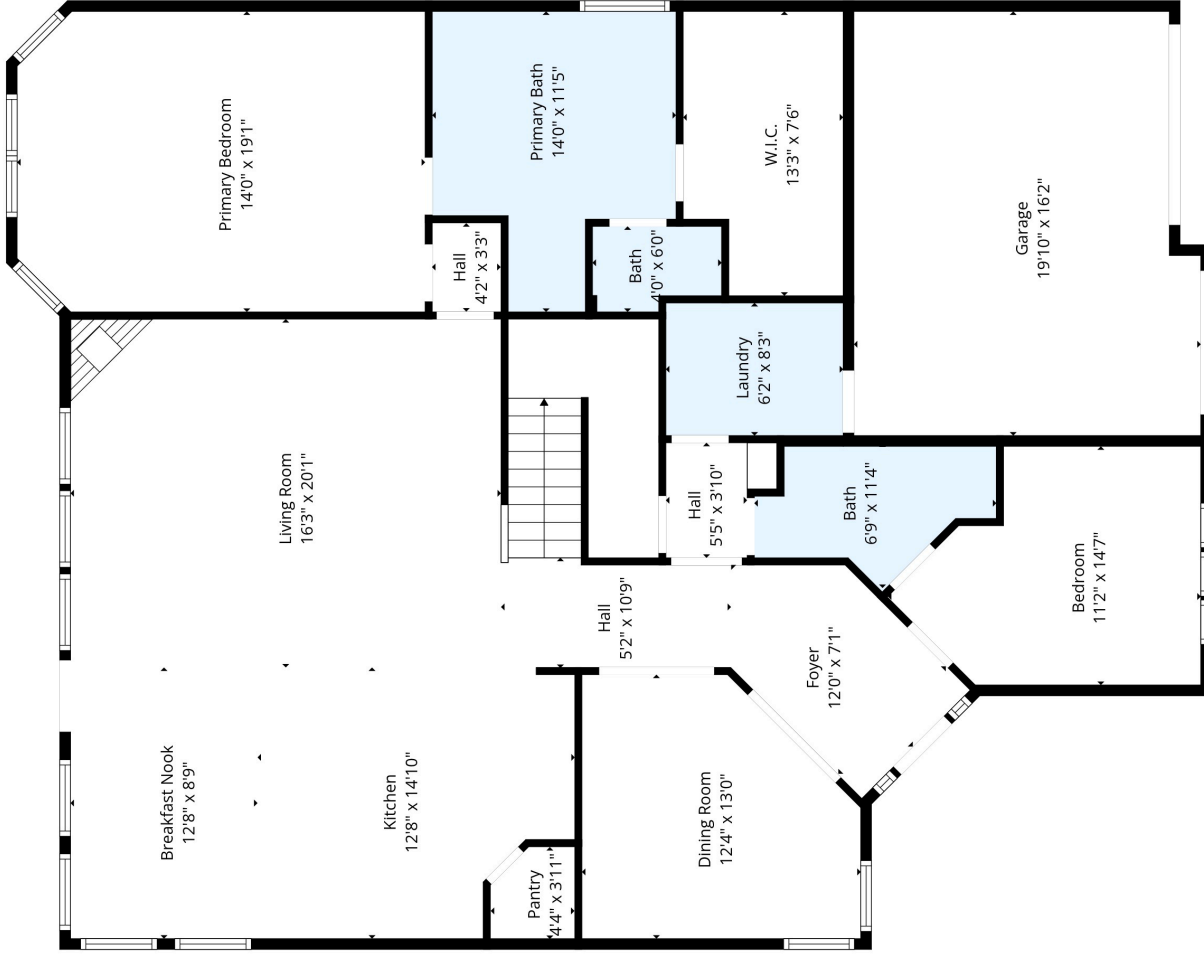 Primary Bedroom
14'0" x 19'1"
Primary Bath
14'0" x 11'5"
W.I.C.
13'3" x 7'6"
Garage
19'10" x 16'2"
Hall
4'2" x 3'3"
Bath
4'0" x 6'0"
Laundry
6'2" x 8'3"
Living Room
16'3" x 20'1"
Hall
5'5" x 3'10"
Bath
6'9" x 11'4"
Bedroom
11'2" x 14'7"
Hall
5'2" x 10'9"
Foyer
12'0" x 7'1"
Breakfast Nook
12'8" x 8'9"
Kitchen
12'8" x 14'10"
Pantry
4'4" x 3'11"
Dining Room
12'4" x 13'0"